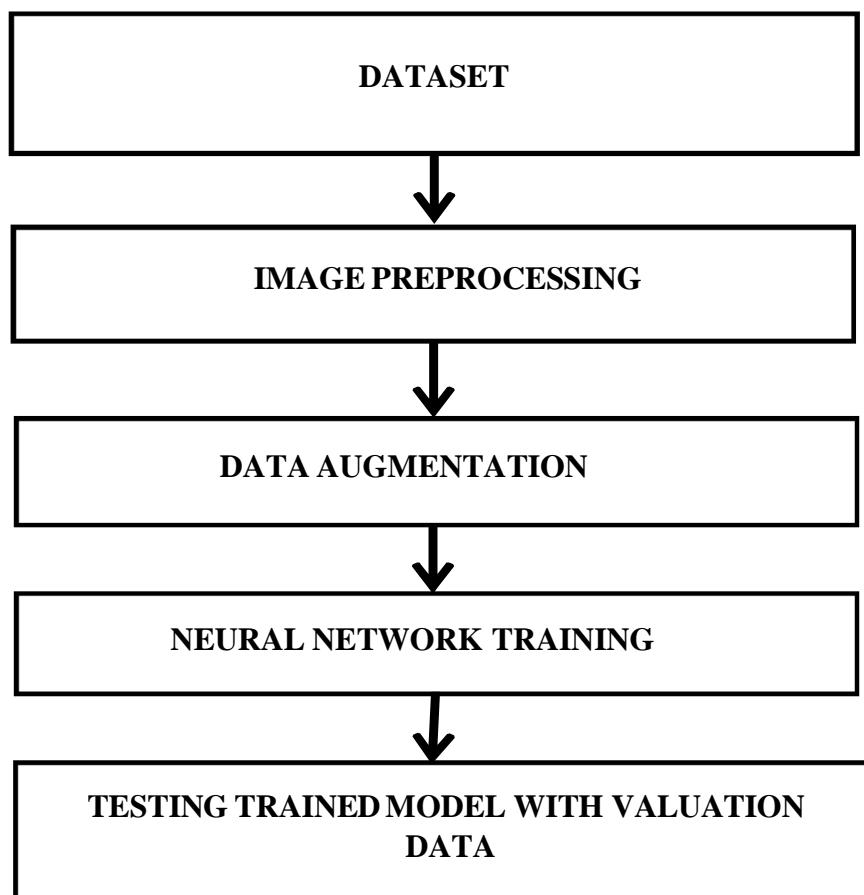 DATASET
IMAGE PREPROCESSING
DATA AUGMENTATION
NEURAL NETWORK TRAINING
TESTING TRAINED MODEL WITH VALUATION
DATA